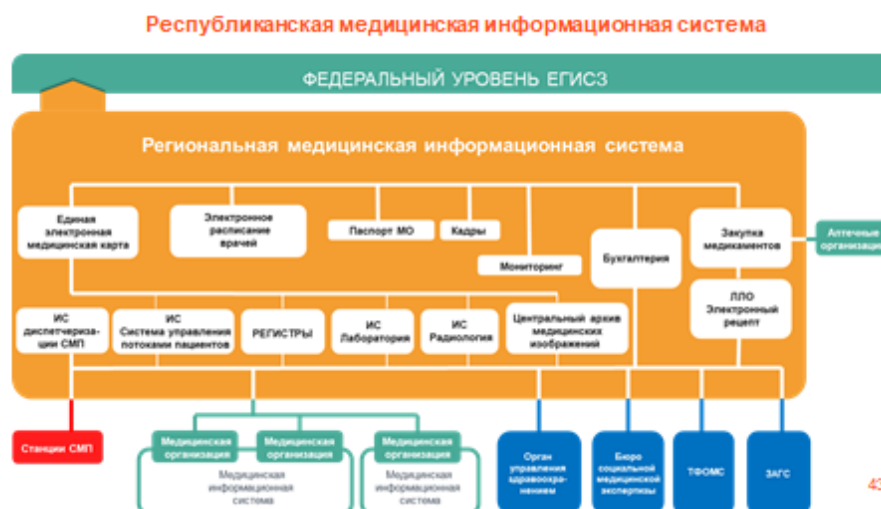 Республиканская медицинская информационная система
ФЕДЕРАЛЬНЫЙ УРОВЕНЬ ЕГИСЗ
Региональная медицинская информационная система
Единая
электронная
медицинская карта
Электронное
расписание
врачей
Паспорт МО
Кадры
Мониторинг
Бухгалтерия
Закупка
медикаментов
Аптечные
организации
ИС
диспетчериза-
ции СМП
ИС
Система управления
потоками пациентов
РЕГИСТРЫ
ИС
Лаборатория
ИС
Радиология
Центральный архив
медицинских
изображений
ЛЛО
Электронный
рецепт
Станции СМП
Медицинская
организация
Медицинская
организация
Медицинская
информационная
система
Медицинская
организация
Медицинская
информационная
система
Орган
управления
здравоохра-
нением
Бюро
социальной
медицинской
экспертизы
ТФОМС
ЗАГС
43